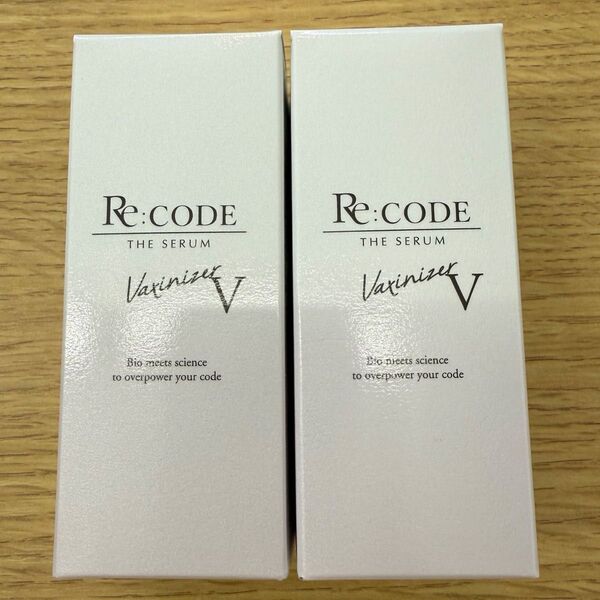 Re:CODE
THE SERUM
Vaxinizer
V
Bio meets science
to overpower your code
Re:CODE
THE SERUM
Vaxinizer
V
Bio meets science
to overpower your code